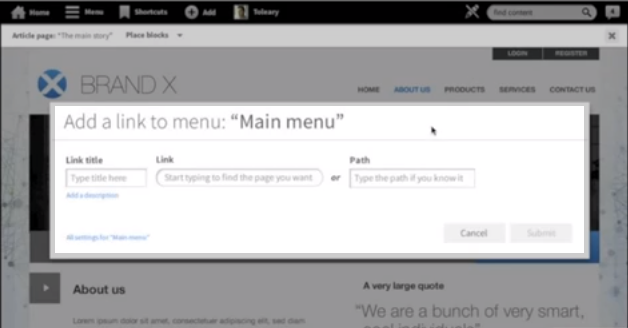 Home Menu Shortcuts Add Toleary find content 4
Article page: "The main story" Place blocks
LOGIN REGISTER
BRAND X
HOME ABOUT US PRODUCTS SERVICES CONTACT US
Add a link to menu: “Main menu”
Link title Link Path
Type title here Start typing to find the page you want or Type the path if you know it
Add a description
Cancel Submit
All settings for "Main menu"
About us A very large quote
Lorem ipsum dolor sit amet, consectetuer adipiscing elit, sed diam
“We are a bunch of very smart,
cool individuals”